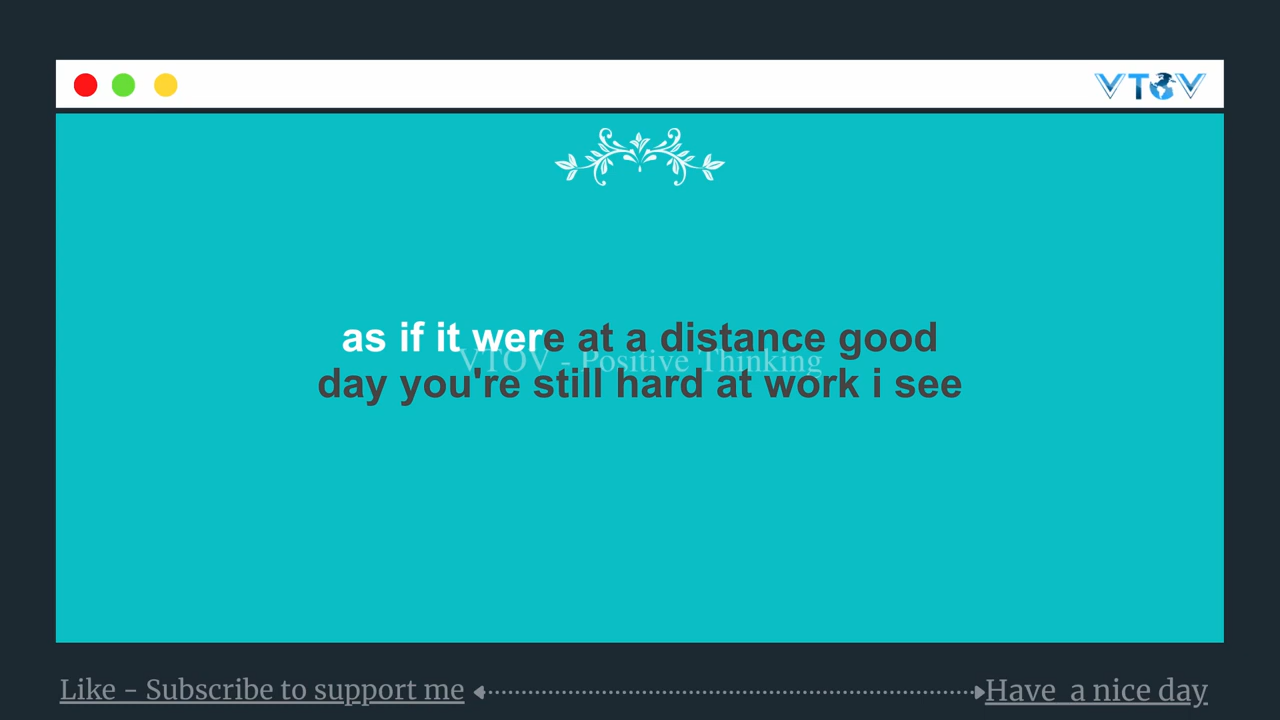 VTOV
as if it were at a distance good
VTOV - Positive Thinking
day you're still hard at work i see
Like - Subscribe to support me
Have a nice day